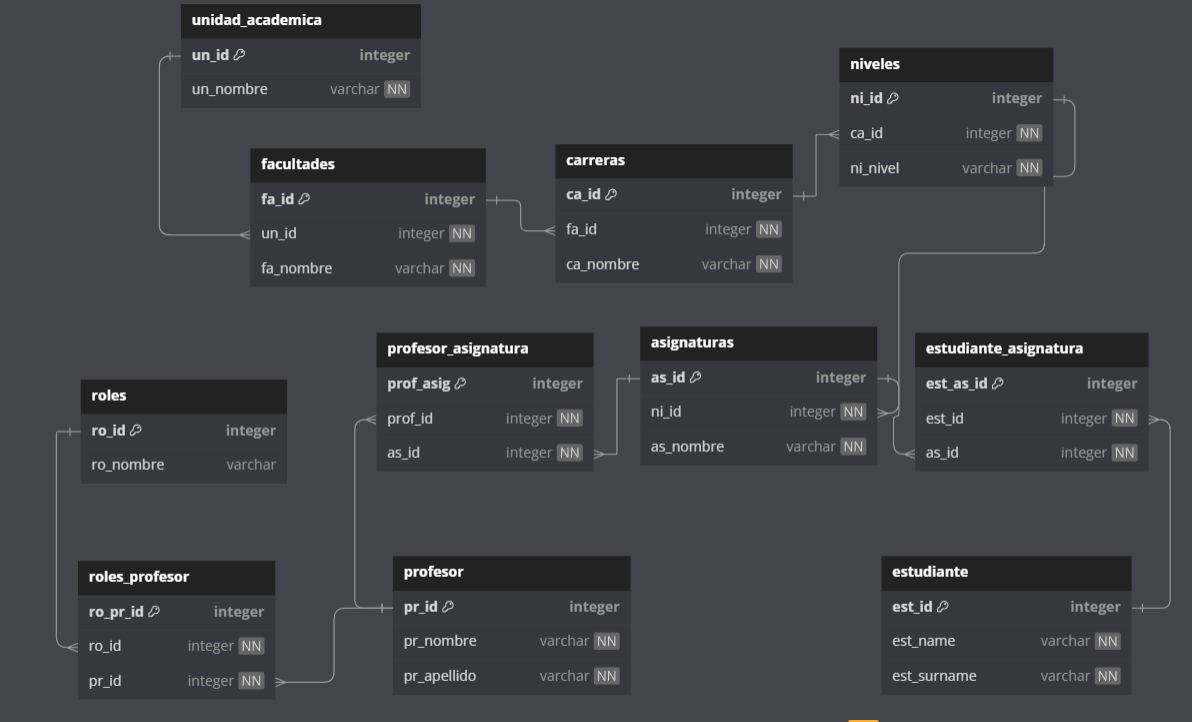 unidad_academica
un_id integer
un_nombre varchar NN
niveles
ni_id integer
ca_id integer NN
ni_nivel varchar NN
facultades
fa_id integer
un_id integer NN
fa_nombre varchar NN
carreras
ca_id integer
fa_id integer NN
ca_nombre varchar NN
profesor_asignatura
prof_asig integer
prof_id integer NN
as_id integer NN
asignaturas
as_id integer
ni_id integer NN
as_nombre varchar NN
estudiante_asignatura
est_as_id integer
est_id integer NN
as_id integer NN
roles
ro_id integer
ro_nombre varchar
roles_profesor
ro_pr_id integer
ro_id integer NN
pr_id integer NN
profesor
pr_id integer
pr_nombre varchar NN
pr_apellido varchar NN
estudiante
est_id integer
est_name varchar NN
est_surname varchar NN